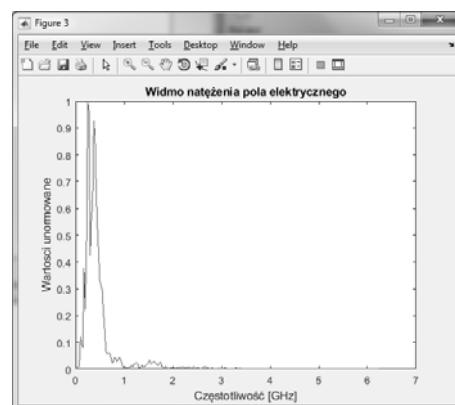 Figure 3
File Edit View Insert Tools Desktop Window Help
Widmo natężenia pola elektrycznego
1
0.9
0.8
0.7
0.6
0.5
0.4
0.3
0.2
0.1
0
Wartosci unormowane
0 1 2 3 4 5 6 7
Częstotliwość [GHz]